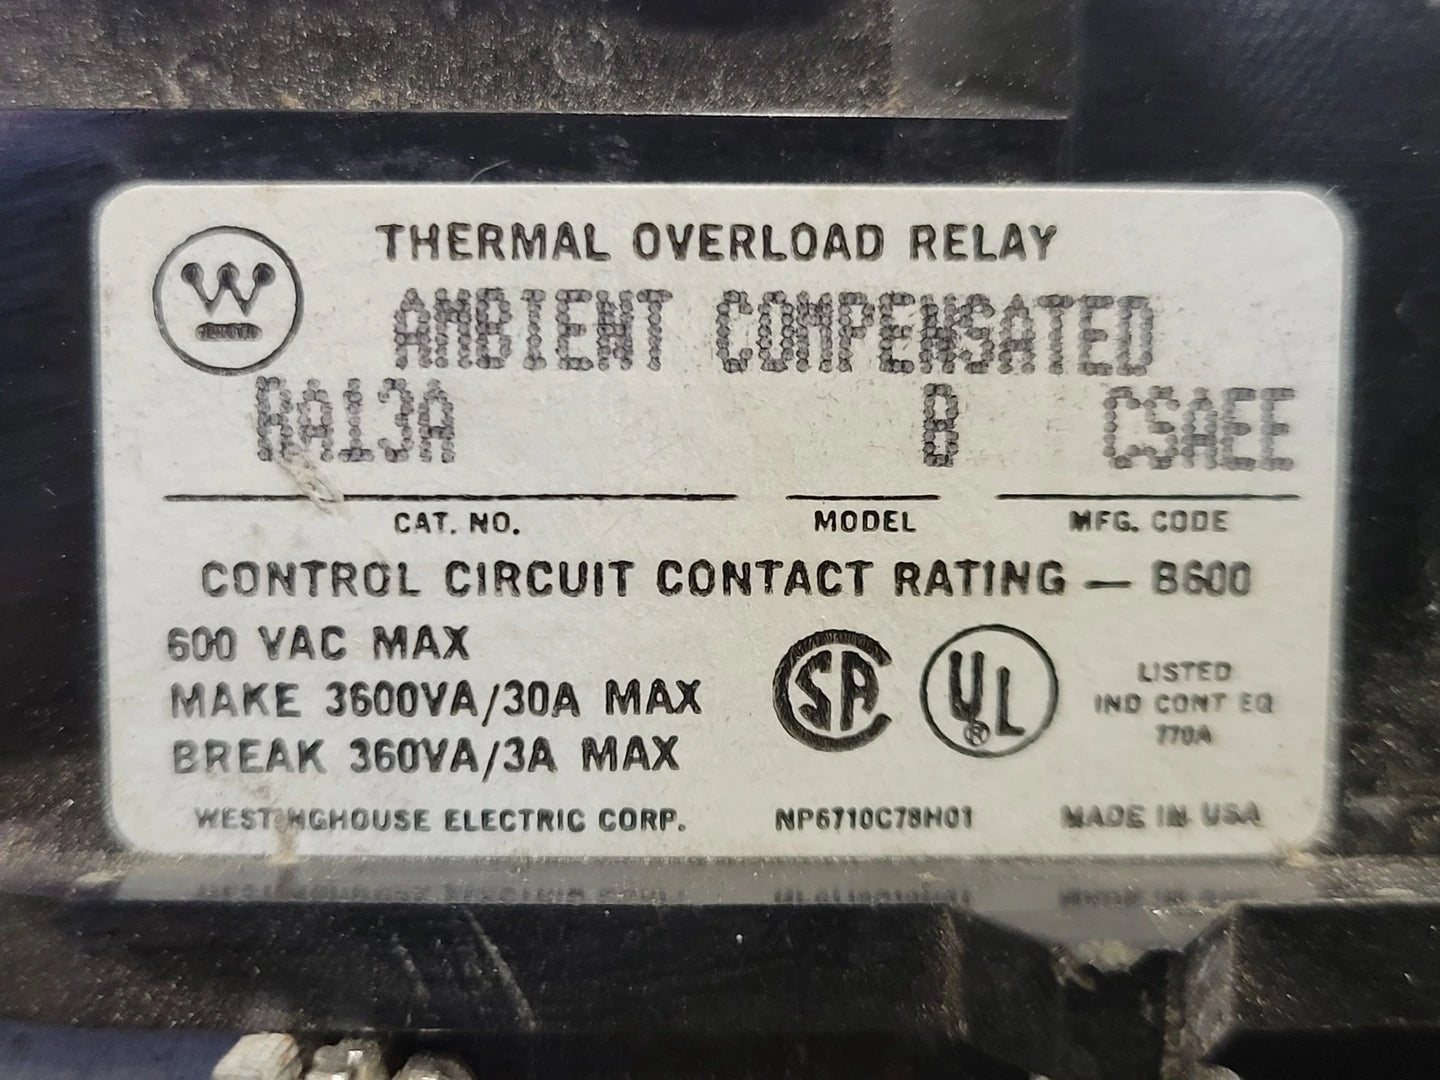 THERMAL OVERLOAD RELAY
W
AMBIENT COMPENSATED
AA13A B CSAEE
CAT. NO. MODEL MFG. CODE
CONTROL CIRCUIT CONTACT RATING — B600
600 VAC MAX
MAKE 3600VA/30A MAX
BREAK 360VA/3A MAX
SA
UL
®
LISTED
IND CONT EQ
770A
WESTINGHOUSE ELECTRIC CORP. NP6710C78H01 MADE IN USA